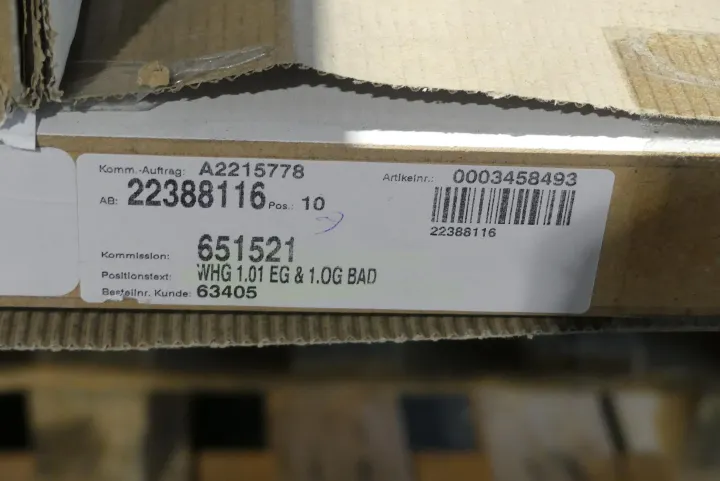 Komm.-Auftrag: A2215778
Artikelnr.: 0003458493
AB: 22388116 Pos.: 10
22388116
Kommission: 651521
Positionstext: WHG 1.01 EG & 1.OG BAD
Bestellnr. Kunde: 63405